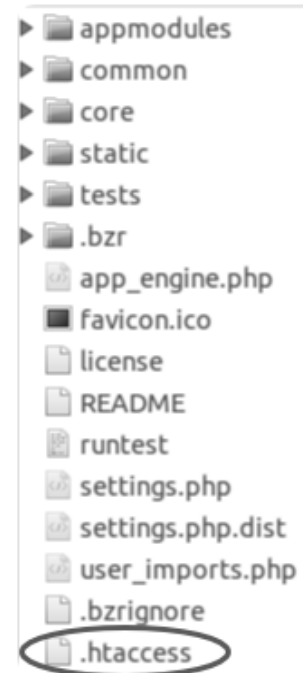 appmodules
common
core
static
tests
.bzr
app_engine.php
favicon.ico
license
README
runtest
settings.php
settings.php.dist
user_imports.php
.bzrignore
.htaccess